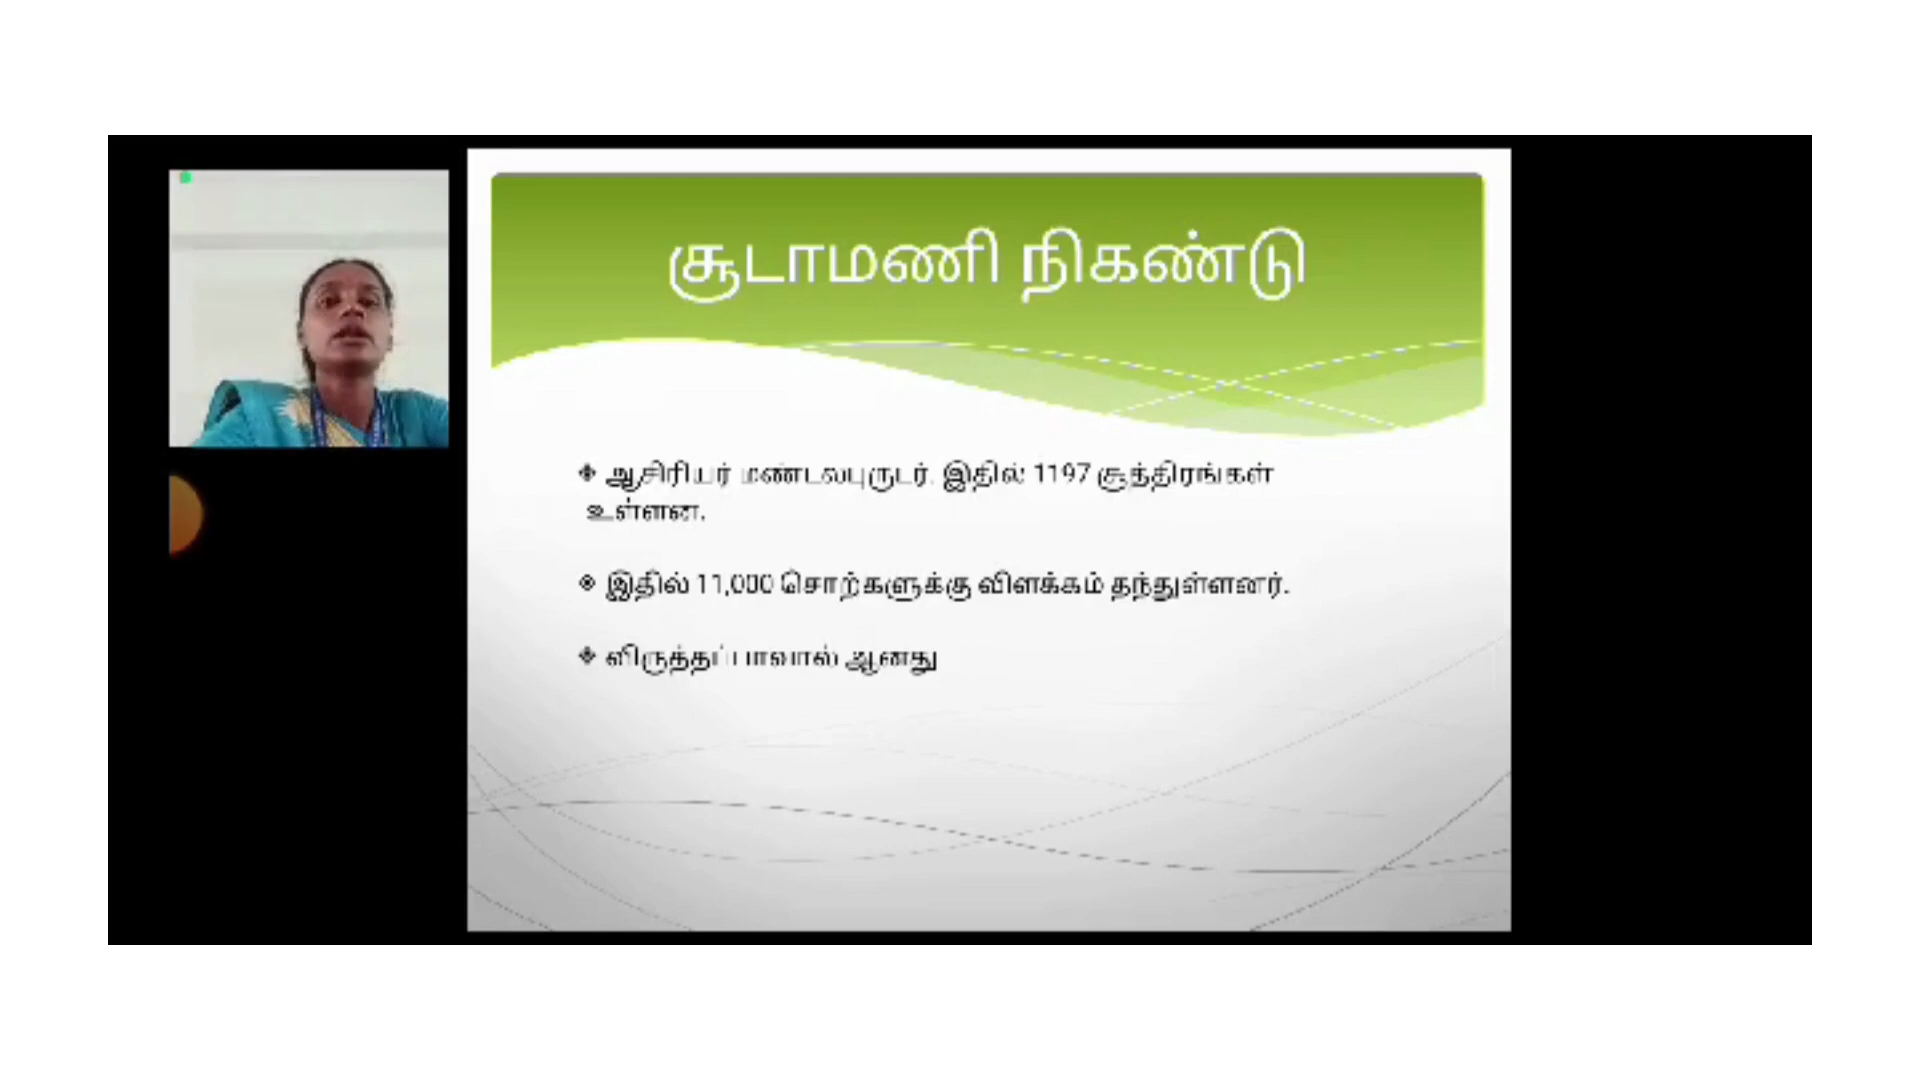 சூடாமணி நிகண்டு
❖ ஆசிரியர் மண்டலபுருடர். இதில் 1197 சூத்திரங்கள்
உள்ளன.
❖ இதில் 11,000 சொற்களுக்கு விளக்கம் தந்துள்ளனர்.
❖ விருத்தப்பாவால் ஆனது